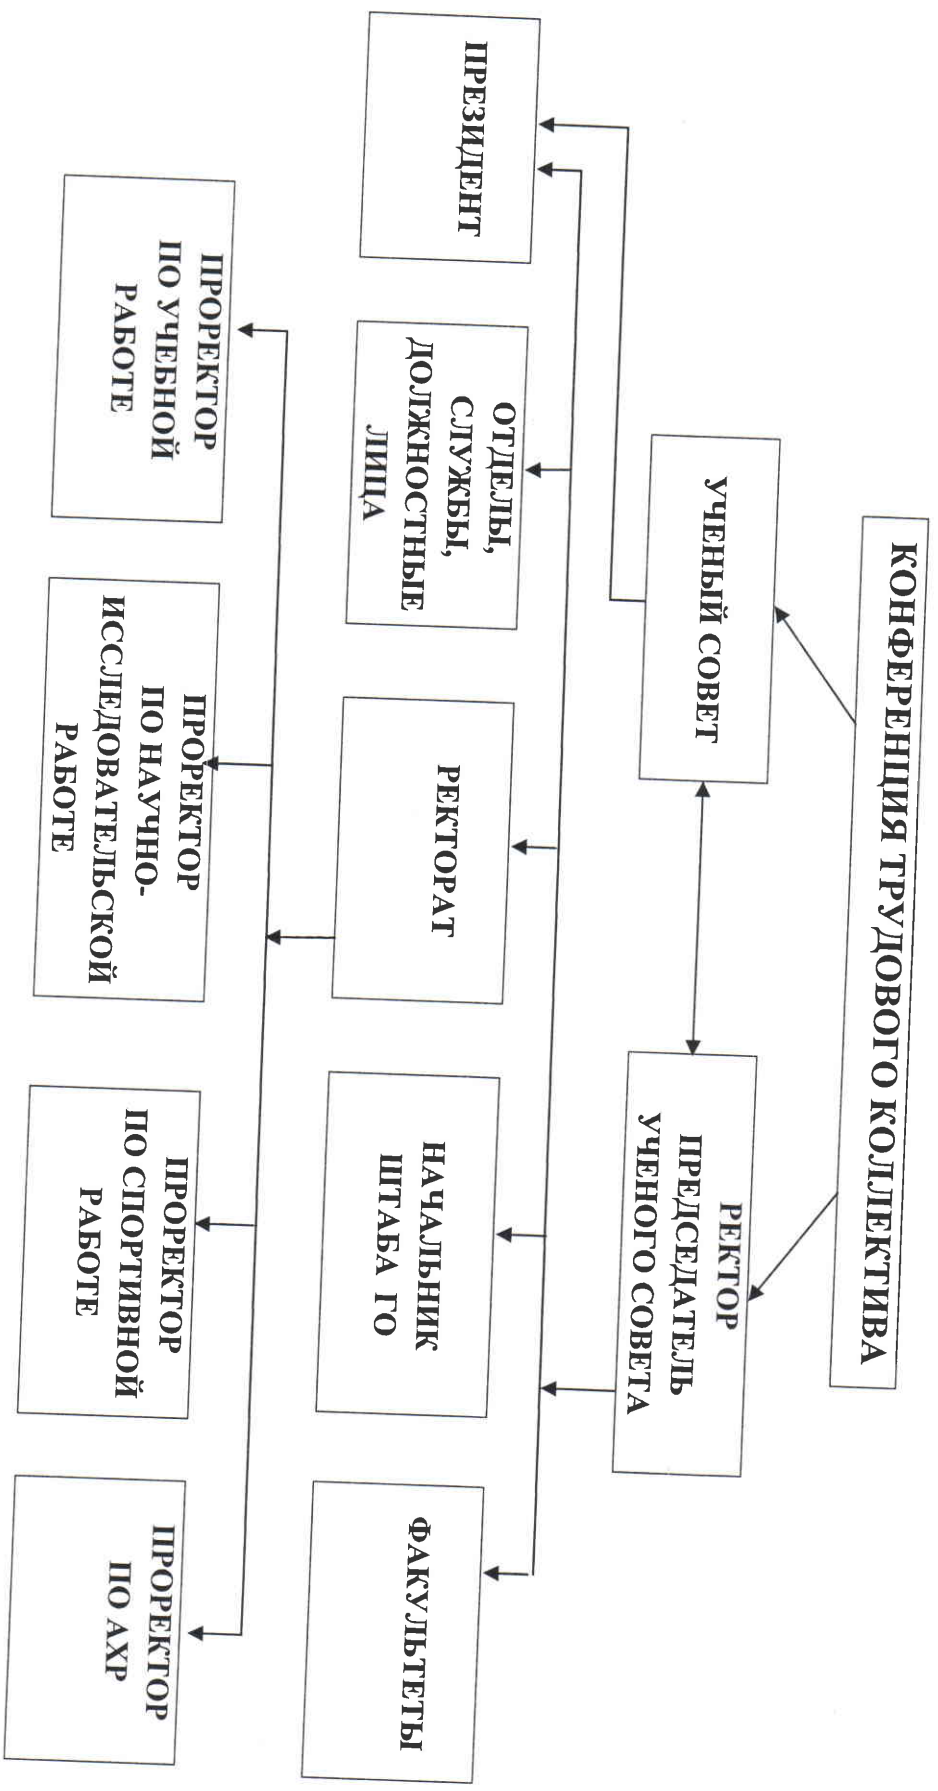 КОНФЕРЕНЦИЯ ТРУДОВОГО КОЛЛЕКТИВА
УЧЕНЫЙ СОВЕТ
РЕКТОР
ПРЕДСЕДАТЕЛЬ
УЧЕНОГО СОВЕТА
ПРЕЗИДЕНТ
ОТДЕЛЫ,
СЛУЖБЫ,
ДОЛЖНОСТНЫЕ
ЛИЦА
РЕКТОРАТ
НАЧАЛЬНИК
ШТАБА ГО
ФАКУЛЬТЕТЫ
ПРОРЕКТОР
ПО УЧЕБНОЙ
РАБОТЕ
ПРОРЕКТОР
ПО НАУЧНО-
ИССЛЕДОВАТЕЛЬСКОЙ
РАБОТЕ
ПРОРЕКТОР
ПО СПОРТИВНОЙ
РАБОТЕ
ПРОРЕКТОР
ПО АХР